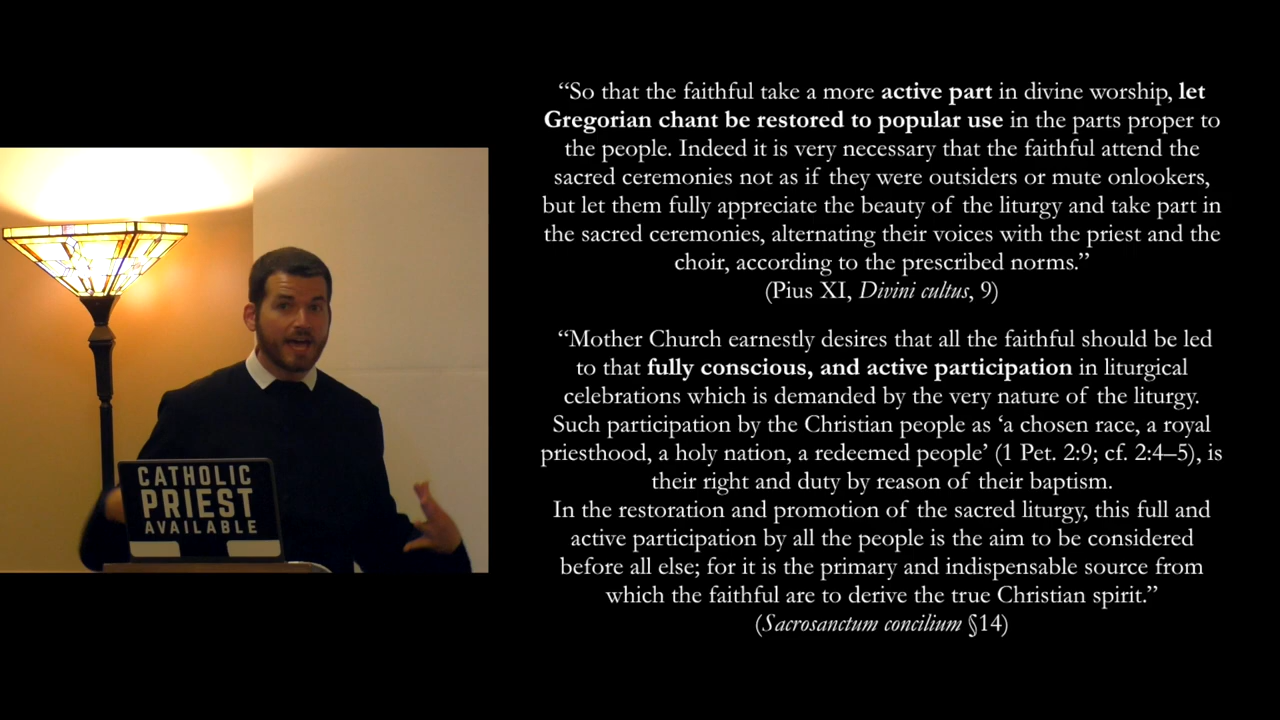 CATHOLIC
PRIEST
AVAILABLE
“So that the faithful take a more active part in divine worship, let
Gregorian chant be restored to popular use in the parts proper to
the people. Indeed it is very necessary that the faithful attend the
sacred ceremonies not as if they were outsiders or mute onlookers,
but let them fully appreciate the beauty of the liturgy and take part in
the sacred ceremonies, alternating their voices with the priest and the
choir, according to the prescribed norms.”
(Pius XI, Divini cultus, 9)
“Mother Church earnestly desires that all the faithful should be led
to that fully conscious, and active participation in liturgical
celebrations which is demanded by the very nature of the liturgy.
Such participation by the Christian people as ‘a chosen race, a royal
priesthood, a holy nation, a redeemed people’ (1 Pet. 2:9; cf. 2:4–5), is
their right and duty by reason of their baptism.
In the restoration and promotion of the sacred liturgy, this full and
active participation by all the people is the aim to be considered
before all else; for it is the primary and indispensable source from
which the faithful are to derive the true Christian spirit.”
(Sacrosanctum concilium §14)